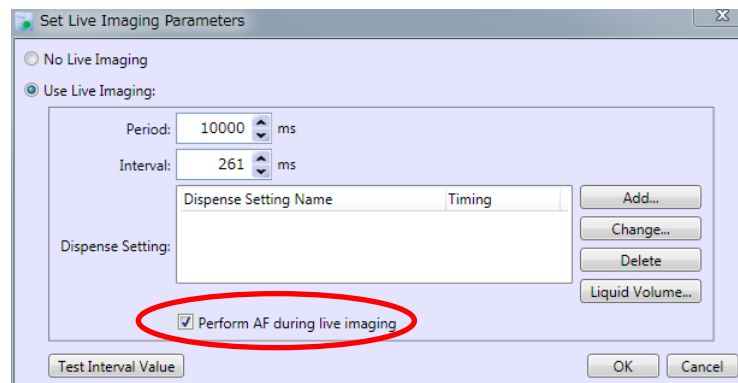 Set Live Imaging Parameters
No Live Imaging
Use Live Imaging:
Period: 10000 ms
Interval: 261 ms
Dispense Setting Name Timing
Add...
Change...
Dispense Setting:
Delete
Liquid Volume...
Perform AF during live imaging
Test Interval Value OK Cancel